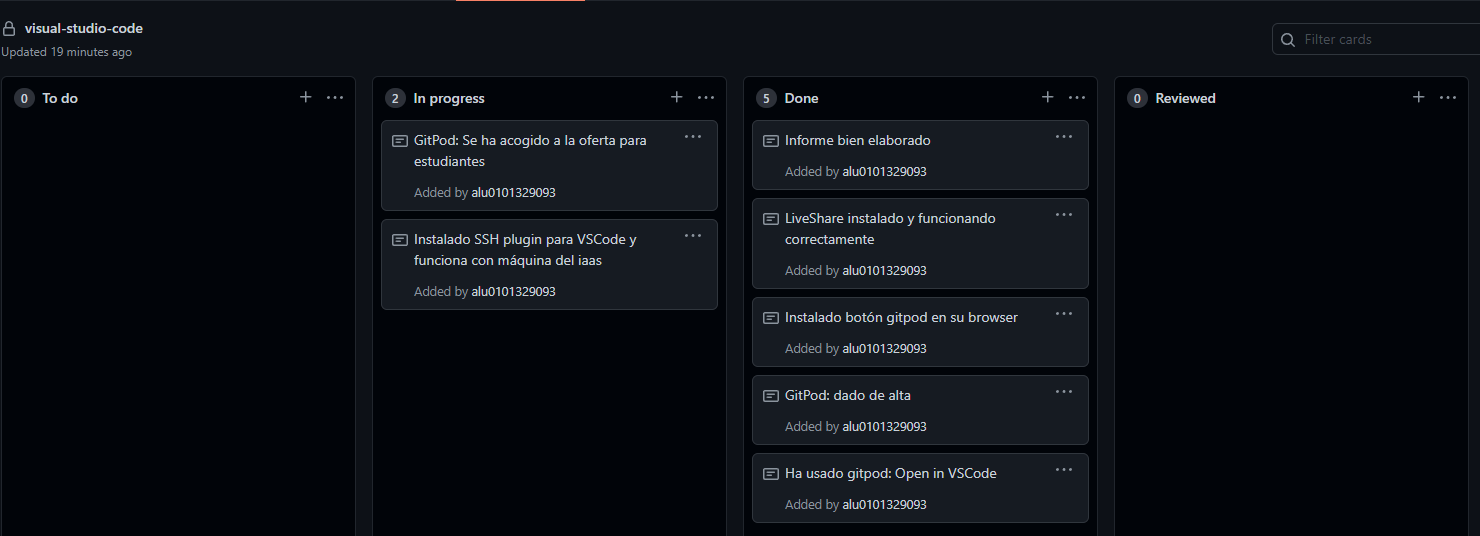 visual-studio-code
Updated 19 minutes ago
Filter cards
0 To do
2 In progress
GitPod: Se ha acogido a la oferta para
estudiantes
Added by alu0101329093
Instalado SSH plugin para VSCode y
funciona con máquina del iaas
Added by alu0101329093
5 Done
Informe bien elaborado
Added by alu0101329093
LiveShare instalado y funcionando
correctamente
Added by alu0101329093
Instalado botón gitpod en su browser
Added by alu0101329093
GitPod: dado de alta
Added by alu0101329093
Ha usado gitpod: Open in VSCode
Added by alu0101329093
0 Reviewed